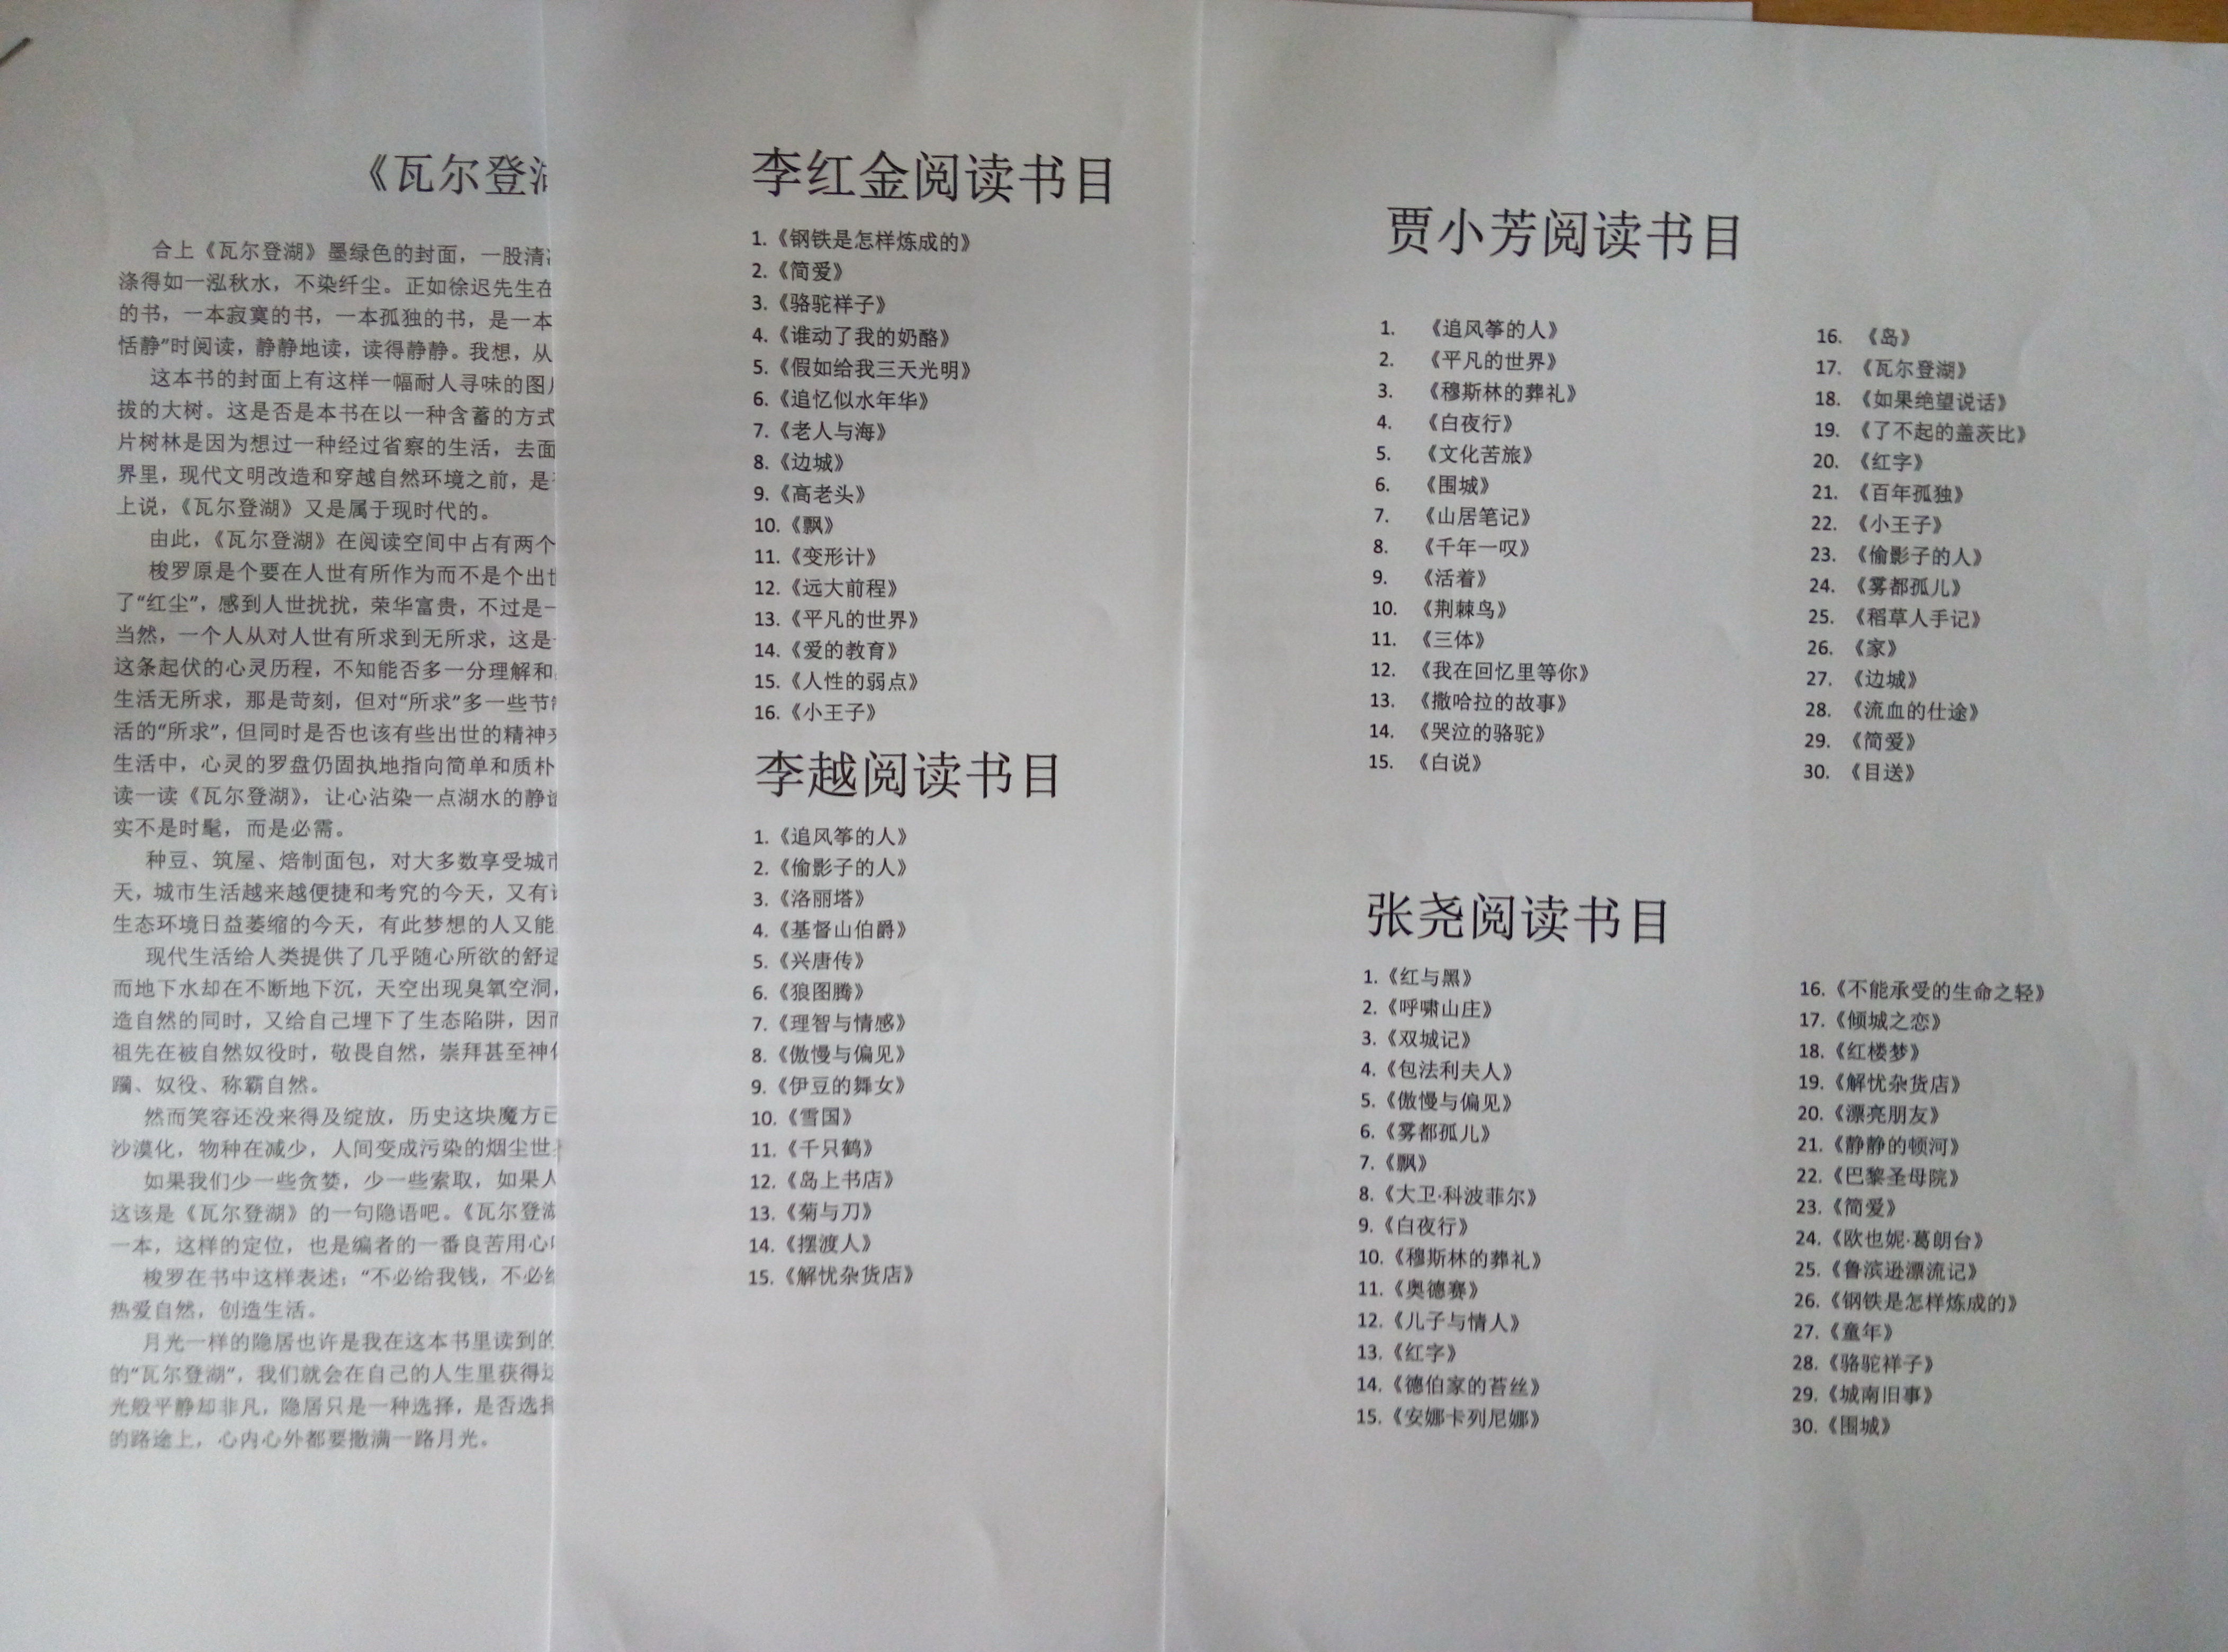 《瓦尔登
合上《瓦尔登湖》墨绿色的封面，一股清
涤得如一泓秋水，不染纤尘。正如徐迟先生在
的书，一本寂寞的书，一本孤独的书，是一本
恬静”时阅读，静静地读，读得静静。我想，从
这本书的封面上有这样一幅耐人寻味的图
拔的大树。这是否是本书在以一种含蓄的方式
片树林是因为想过一种经过省察的生活，去面
界里，现代文明改造和穿越自然环境之前，是
上说，《瓦尔登湖》又是属于现时代的。
由此，《瓦尔登湖》在阅读空间中占有两个
梭罗原是个要在人世有所作为而不是个出世
了“红尘”，感到人世扰扰，荣华富贵，不过是一
当然，一个人从对人世有所求到无所求，这是
这条起伏的心灵历程，不知能否多一分理解和
生活无所求，那是苛刻，但对“所求”多一些节
活的“所求”，但同时是否也该有些出世的精神
生活中，心灵的罗盘仍固执地指向简单和质朴
读一读《瓦尔登湖》，让心沾染一点湖水的静
实不是时髦，而是必需。
种豆、筑屋、焙制面包，对大多数享受城市
天，城市生活越来越便捷和考究的今天，又有
生态环境日益萎缩的今天，有此梦想的人又能
现代生活给人类提供了几乎随心所欲的舒适
而地下水却在不断地下沉，天空出现臭氧空洞，
造自然的同时，又给自己埋下了生态陷阱，因而
祖先在被自然奴役时，敬畏自然，崇拜甚至神
躏、奴役、称霸自然。
然而笑容还没来得及绽放，历史这块魔方已
沙漠化，物种在减少，人间变成污染的烟尘世
如果我们少一些贪婪，少一些索取，如果人
这该是《瓦尔登湖》的一句隐语吧。《瓦尔登湖
一本，这样的定位，也是编者的一番良苦用心
梭罗在书中这样表述：“不必给我钱，不必给
热爱自然，创造生活。
月光一样的隐居也许是我在这本书里读到的
的“瓦尔登湖”，我们就会在自己的人生里获得
光般平静却非凡，隐居只是一种选择，是否选择
的路途上，心内心外都要撒满一路月光。
李红金阅读书目
1.《钢铁是怎样炼成的》
2.《简爱》
3.《骆驼祥子》
4.《谁动了我的奶酪》
5.《假如给我三天光明》
6.《追忆似水年华》
7.《老人与海》
8.《边城》
9.《高老头》
10.《飘》
11.《变形计》
12.《远大前程》
13.《平凡的世界》
14.《爱的教育》
15.《人性的弱点》
16.《小王子》
李越阅读书目
1.《追风筝的人》
2.《偷影子的人》
3.《洛丽塔》
4.《基督山伯爵》
5.《兴唐传》
6.《狼图腾》
7.《理智与情感》
8.《傲慢与偏见》
9.《伊豆的舞女》
10.《雪国》
11.《千只鹤》
12.《岛上书店》
13.《菊与刀》
14.《摆渡人》
15.《解忧杂货店》
贾小芳阅读书目
1. 《追风筝的人》
2. 《平凡的世界》
3. 《穆斯林的葬礼》
4. 《白夜行》
5. 《文化苦旅》
6. 《围城》
7. 《山居笔记》
8. 《千年一叹》
9. 《活着》
10. 《荆棘鸟》
11. 《三体》
12. 《我在回忆里等你》
13. 《撒哈拉的故事》
14. 《哭泣的骆驼》
15. 《白说》
16. 《岛》
17. 《瓦尔登湖》
18. 《如果绝望说话》
19. 《了不起的盖茨比》
20. 《红字》
21. 《百年孤独》
22. 《小王子》
23. 《偷影子的人》
24. 《雾都孤儿》
25. 《稻草人手记》
26. 《家》
27. 《边城》
28. 《流血的仕途》
29. 《简爱》
30. 《目送》
张尧阅读书目
1.《红与黑》
2.《呼啸山庄》
3.《双城记》
4.《包法利夫人》
5.《傲慢与偏见》
6.《雾都孤儿》
7.《飘》
8.《大卫·科波菲尔》
9.《白夜行》
10.《穆斯林的葬礼》
11.《奥德赛》
12.《儿子与情人》
13.《红字》
14.《德伯家的苔丝》
15.《安娜卡列尼娜》
16.《不能承受的生命之轻》
17.《倾城之恋》
18.《红楼梦》
19.《解忧杂货店》
20.《漂亮朋友》
21.《静静的顿河》
22.《巴黎圣母院》
23.《简爱》
24.《欧也妮·葛朗台》
25.《鲁滨逊漂流记》
26.《钢铁是怎样炼成的》
27.《童年》
28.《骆驼祥子》
29.《城南旧事》
30.《围城》